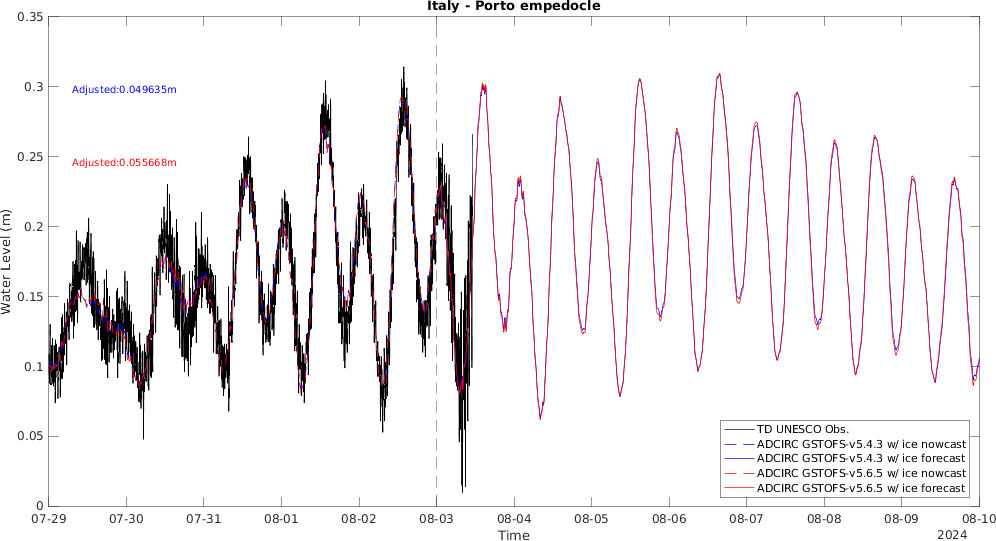 Italy - Porto empedocle
0.35
0.3
0.25
0.2
0.15
0.1
0.05
0
Water Level (m)
Adjusted:0.049635m
Adjusted:0.055668m
TD UNESCO Obs.
ADCIRC GSTOFS-v5.4.3 w/ ice nowcast
ADCIRC GSTOFS-v5.4.3 w/ ice forecast
ADCIRC GSTOFS-v5.6.5 w/ ice nowcast
ADCIRC GSTOFS-v5.6.5 w/ ice forecast
07-29 07-30 07-31 08-01 08-02 08-03 08-04 08-05 08-06 08-07 08-08 08-09 08-10
Time
2024